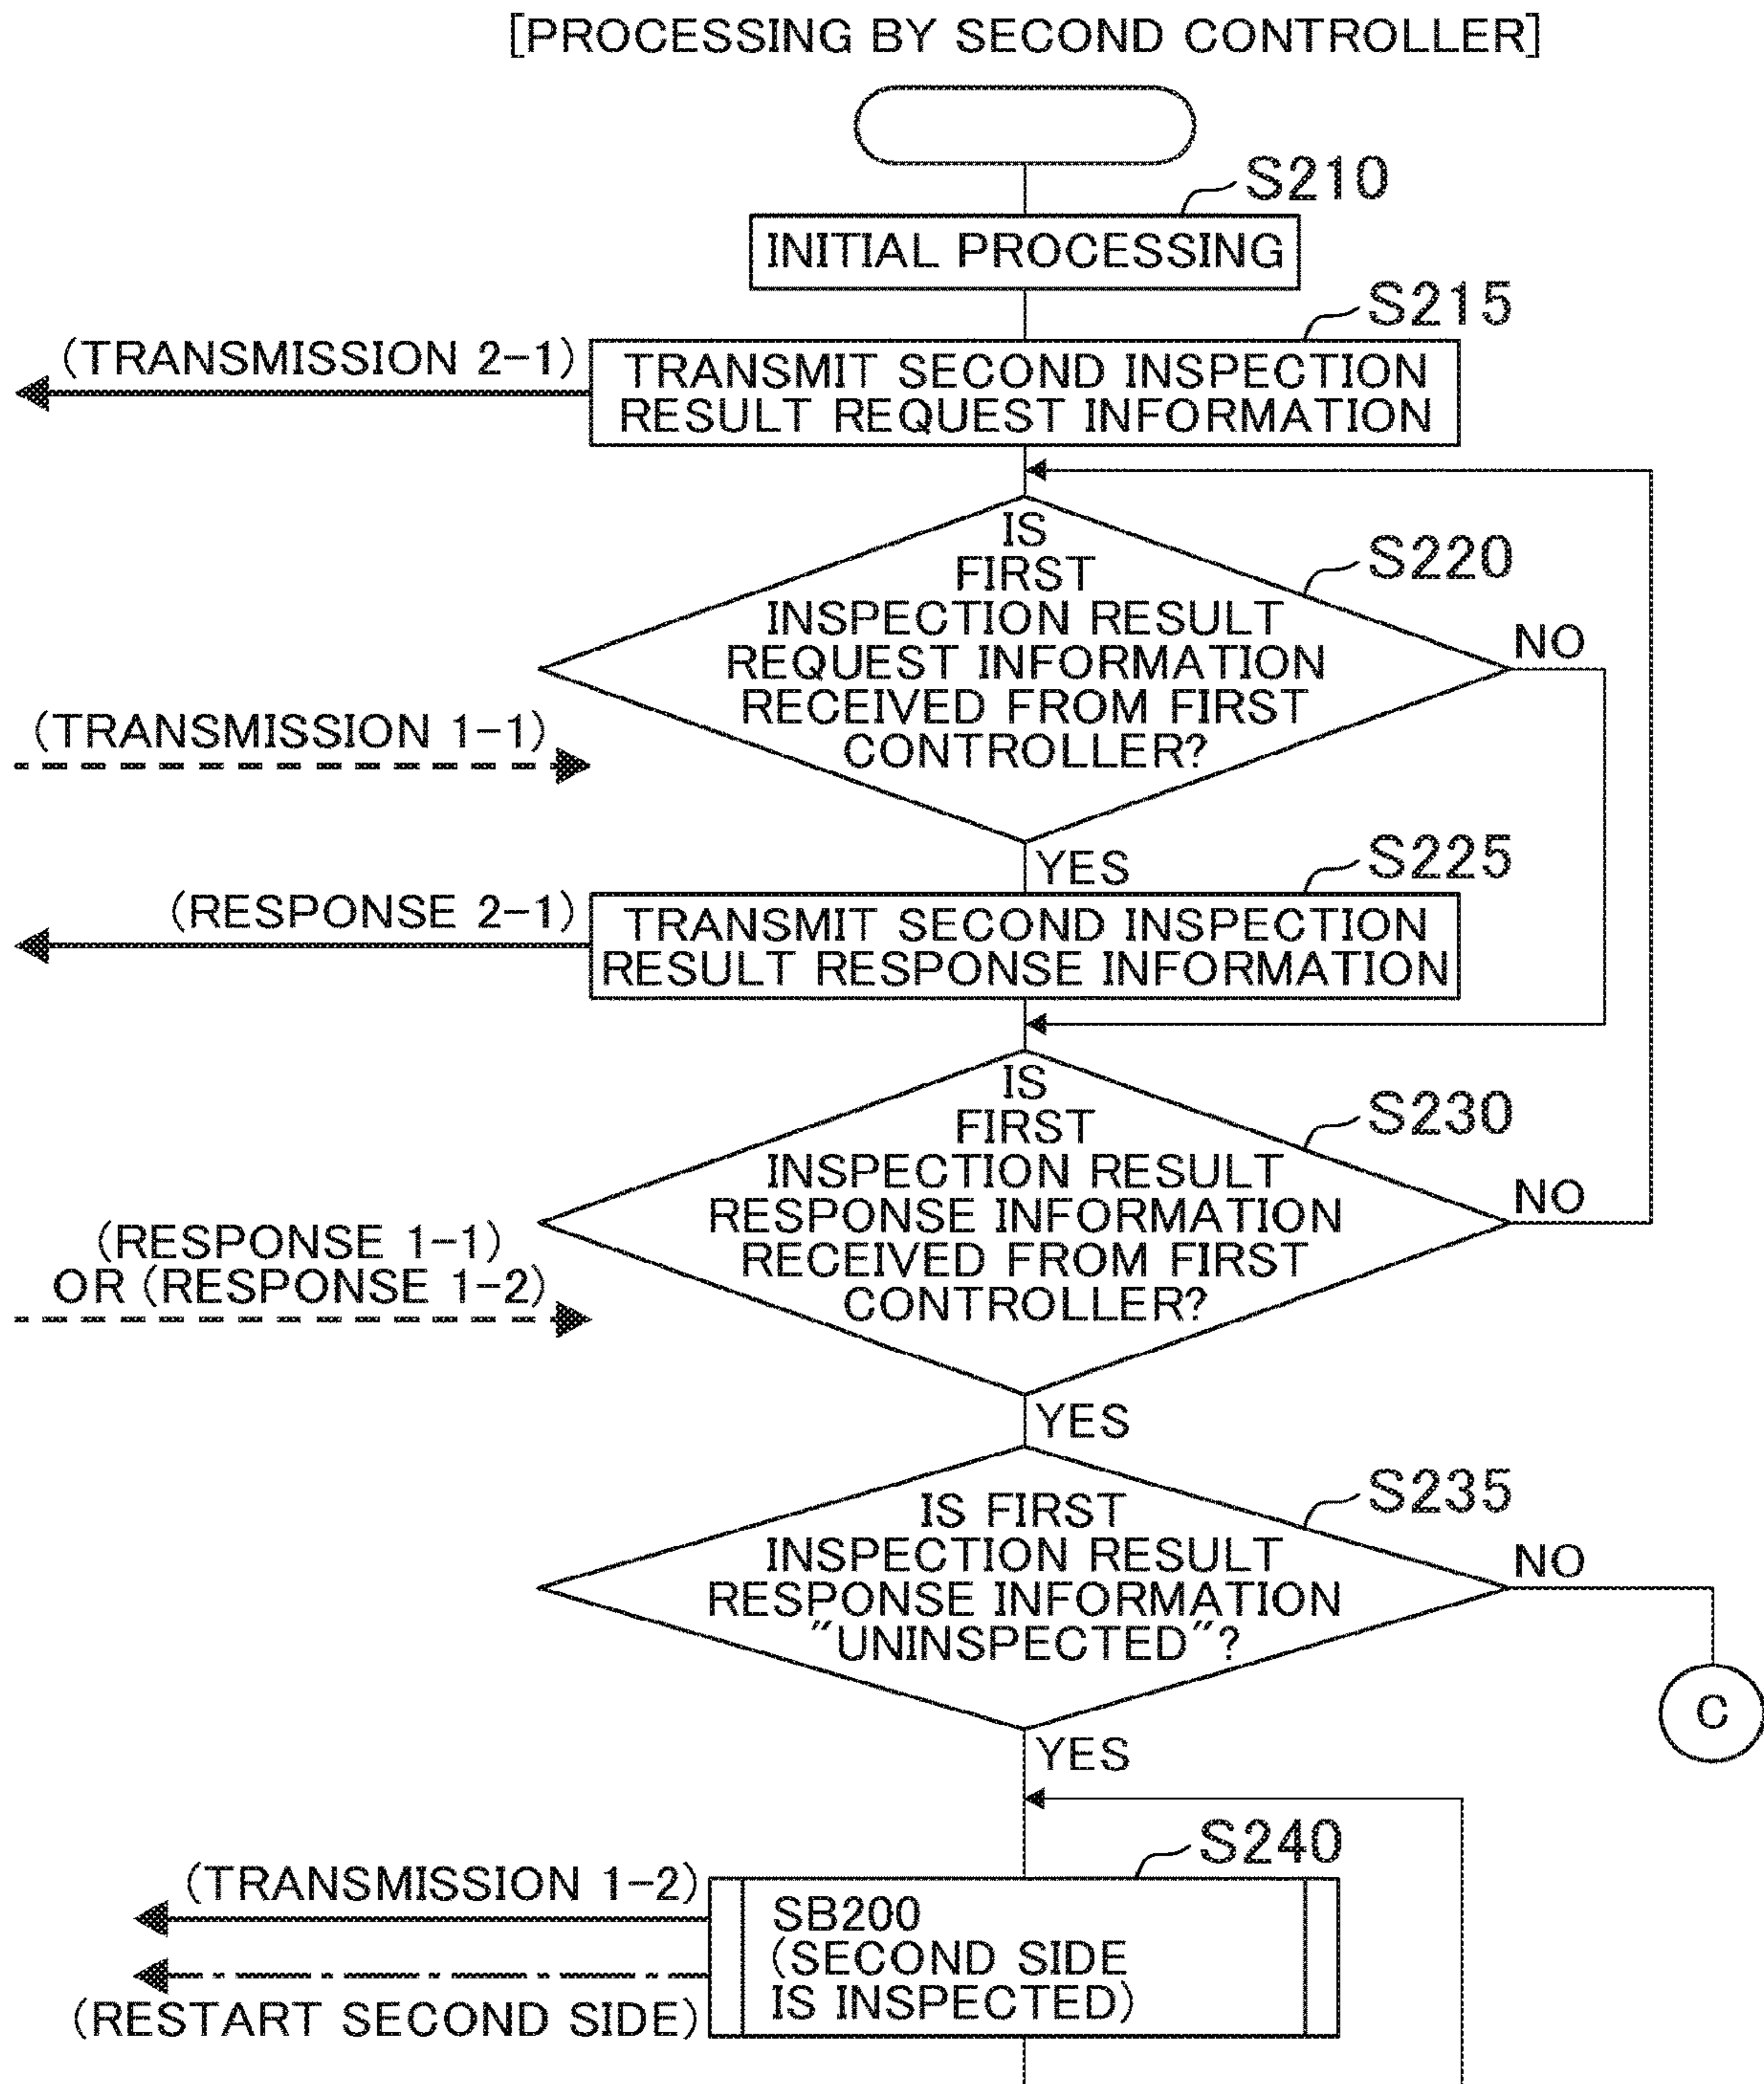 [PROCESSING BY SECOND CONTROLLER]
S210
INITIAL PROCESSING
S215
(TRANSMISSION 2-1)
TRANSMIT SECOND INSPECTION
RESULT REQUEST INFORMATION
IS
FIRST
INSPECTION RESULT
REQUEST INFORMATION
RECEIVED FROM FIRST
CONTROLLER?
S220
NO
(TRANSMISSION 1-1)
YES
S225
(RESPONSE 2-1)
TRANSMIT SECOND INSPECTION
RESULT RESPONSE INFORMATION
IS
FIRST
INSPECTION RESULT
RESPONSE INFORMATION
RECEIVED FROM FIRST
CONTROLLER?
S230
NO
(RESPONSE 1-1)
OR (RESPONSE 1-2)
YES
IS FIRST
INSPECTION RESULT
RESPONSE INFORMATION
"UNINSPECTED"?
S235
NO
C
YES
S240
(TRANSMISSION 1-2)
SB200
(SECOND SIDE
IS INSPECTED)
(RESTART SECOND SIDE)